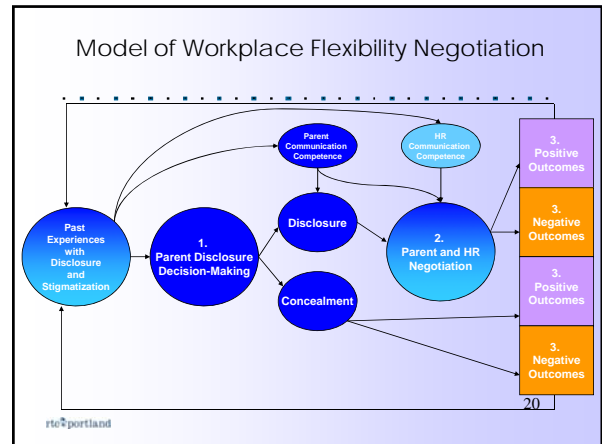 Model of Workplace Flexibility Negotiation
Parent
Communication
Competence
HR
Communication
Competence
3.
Positive
Outcomes
3.
Negative
Outcomes
Past
Experiences
with
Disclosure
and
Stigmatization
1.
Parent Disclosure
Decision-Making
Disclosure
2.
Parent and HR
Negotiation
Concealment
3.
Positive
Outcomes
3.
Negative
Outcomes
20
rtc portland